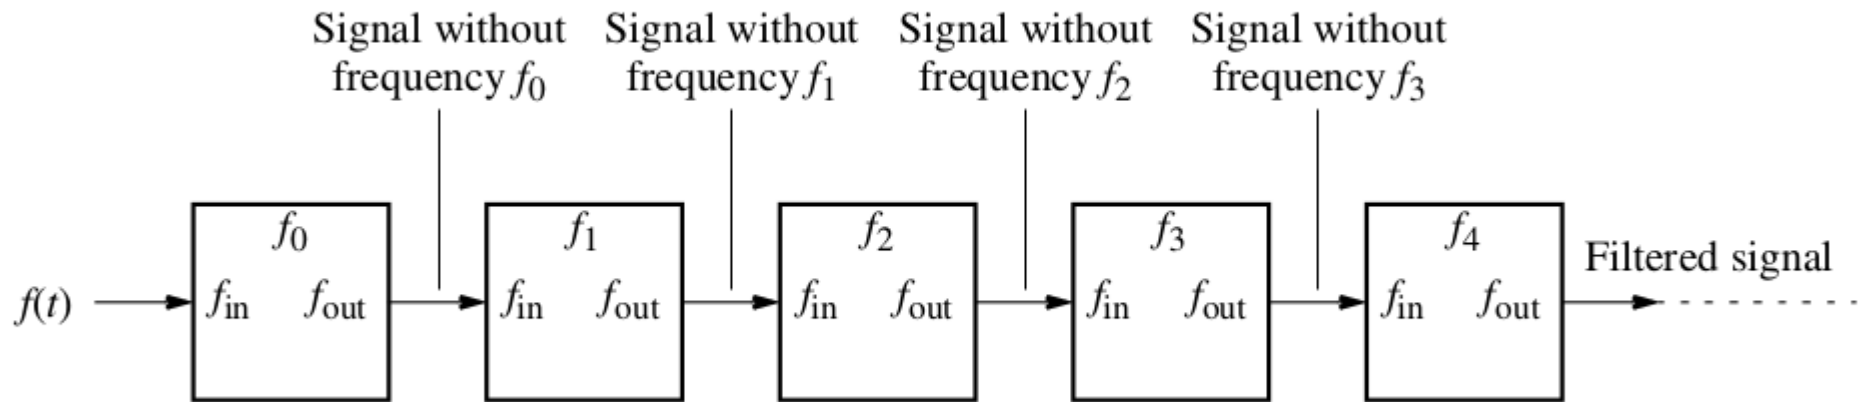 Signal without
frequency f0
Signal without
frequency f1
Signal without
frequency f2
Signal without
frequency f3
f0
f1
f2
f3
f4
Filtered signal
f(t)
fin fout
fin fout
fin fout
fin fout
fin fout